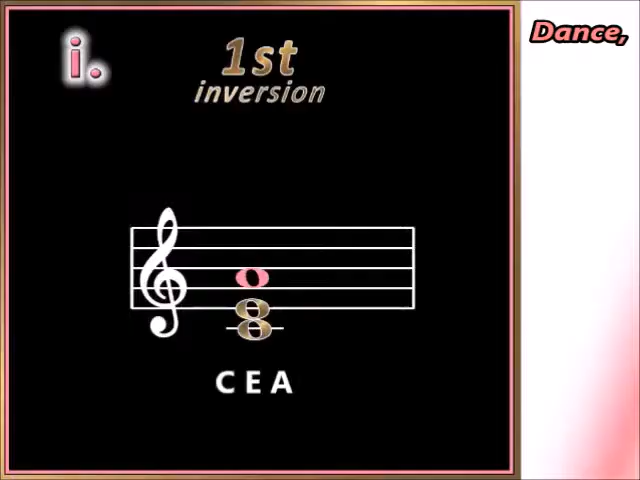 i.
1st
inversion
C E A
Dance,